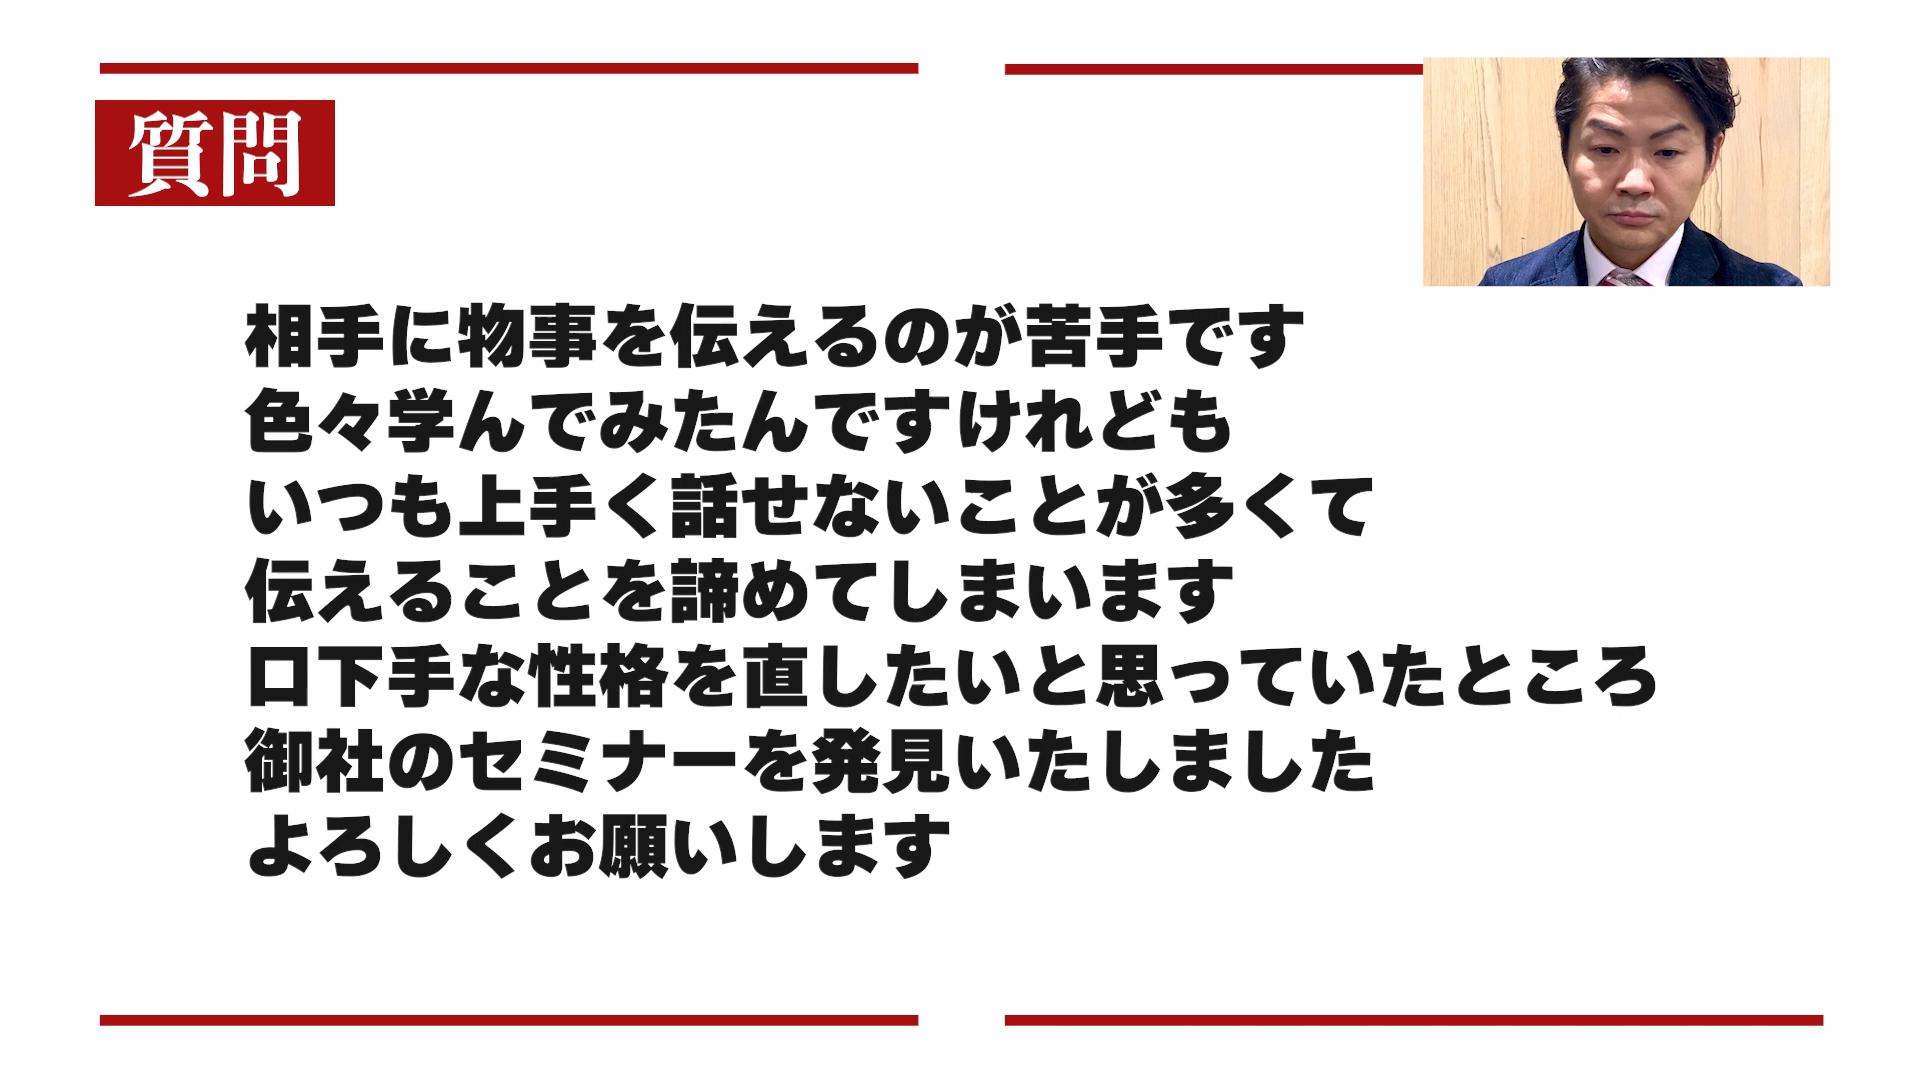 質問
相手に物事を伝えるのが苦手です
色々学んでみたんですけれども
いつも上手く話せないことが多くて
伝えることを諦めてしまいます
口下手な性格を直したいと思っていたところ
御社のセミナーを発見いたしました
よろしくお願いします